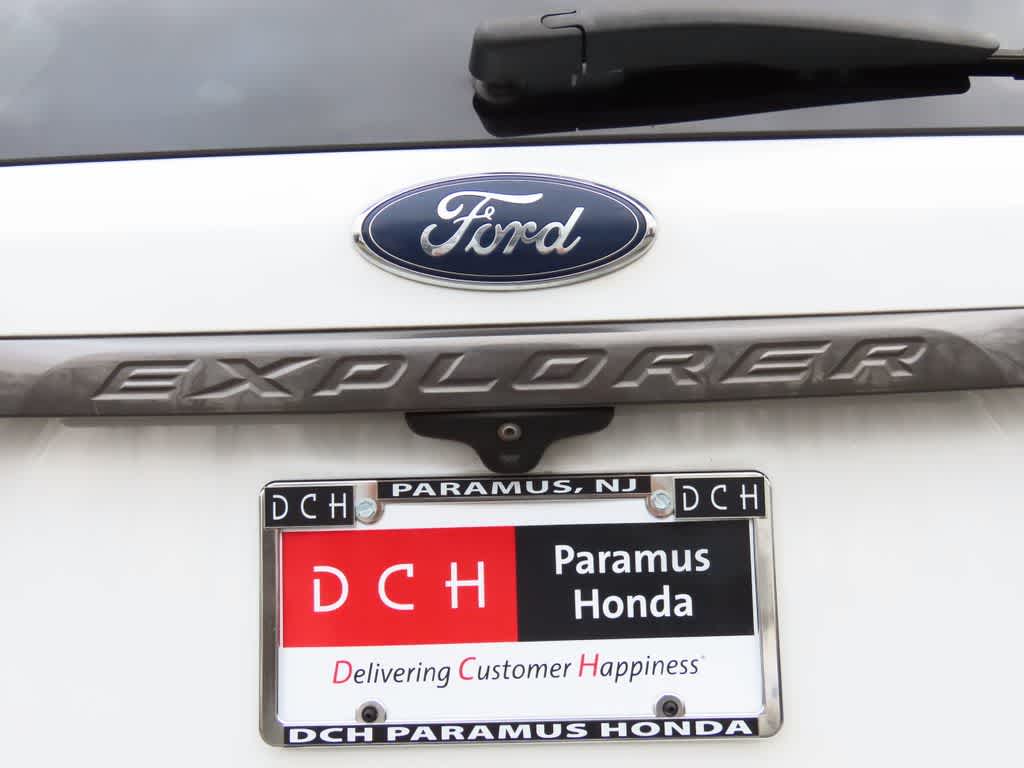 Ford
EXPLORER
PARAMUS, NJ
DCH
DCH
DCH
Paramus
Honda
Delivering Customer Happiness
DCH PARAMUS HONDA